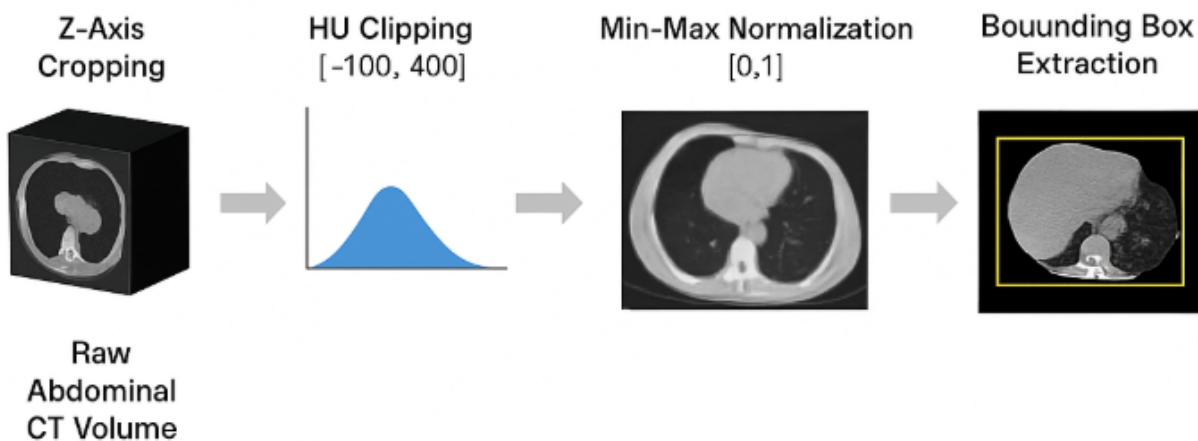 Z-Axis
Cropping
HU Clipping
[-100, 400]
Min-Max Normalization
[0,1]
Bouunding Box
Extraction
Raw
Abdominal
CT Volume